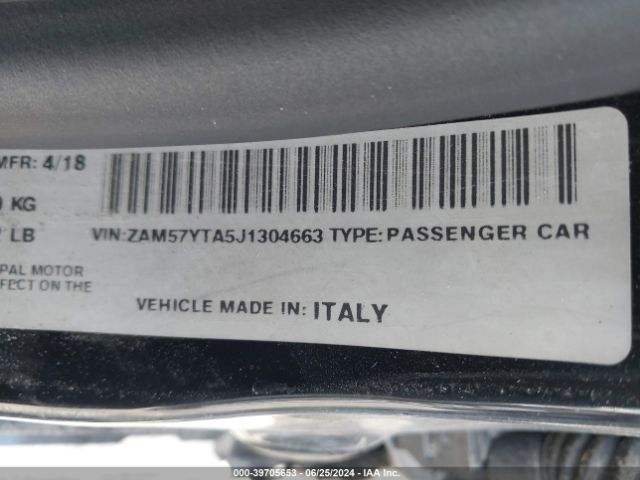 MFR: 4/18
KG
LB
VIN:ZAM57YTA5J1304663 TYPE:PASSENGER CAR
PAL MOTOR
FECT ON THE
VEHICLE MADE IN: ITALY
000-39705653 - 06/25/2024 - IAA Inc.